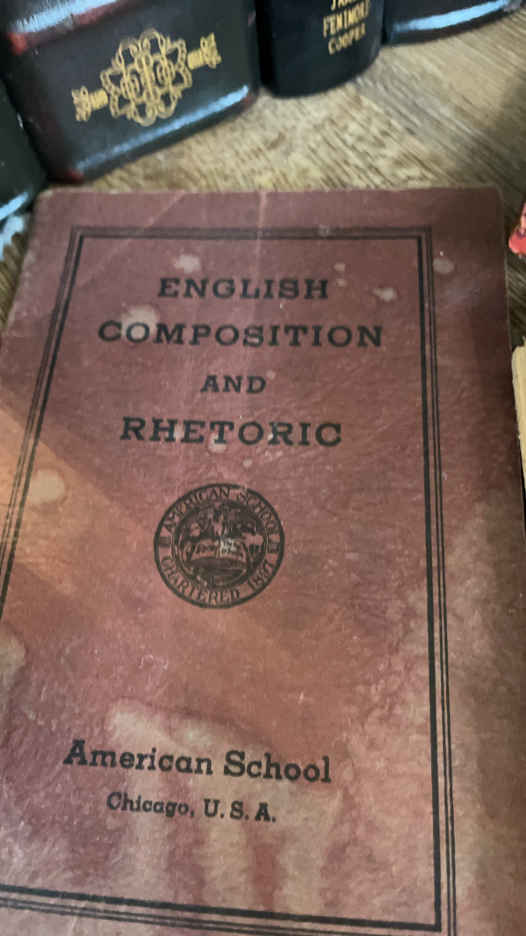 FENIMORE
COOPER
ENGLISH
COMPOSITION
AND
RHETORIC
AMERICAN SCHOOL
CHARTERED 1897
American School
Chicago, U. S. A.